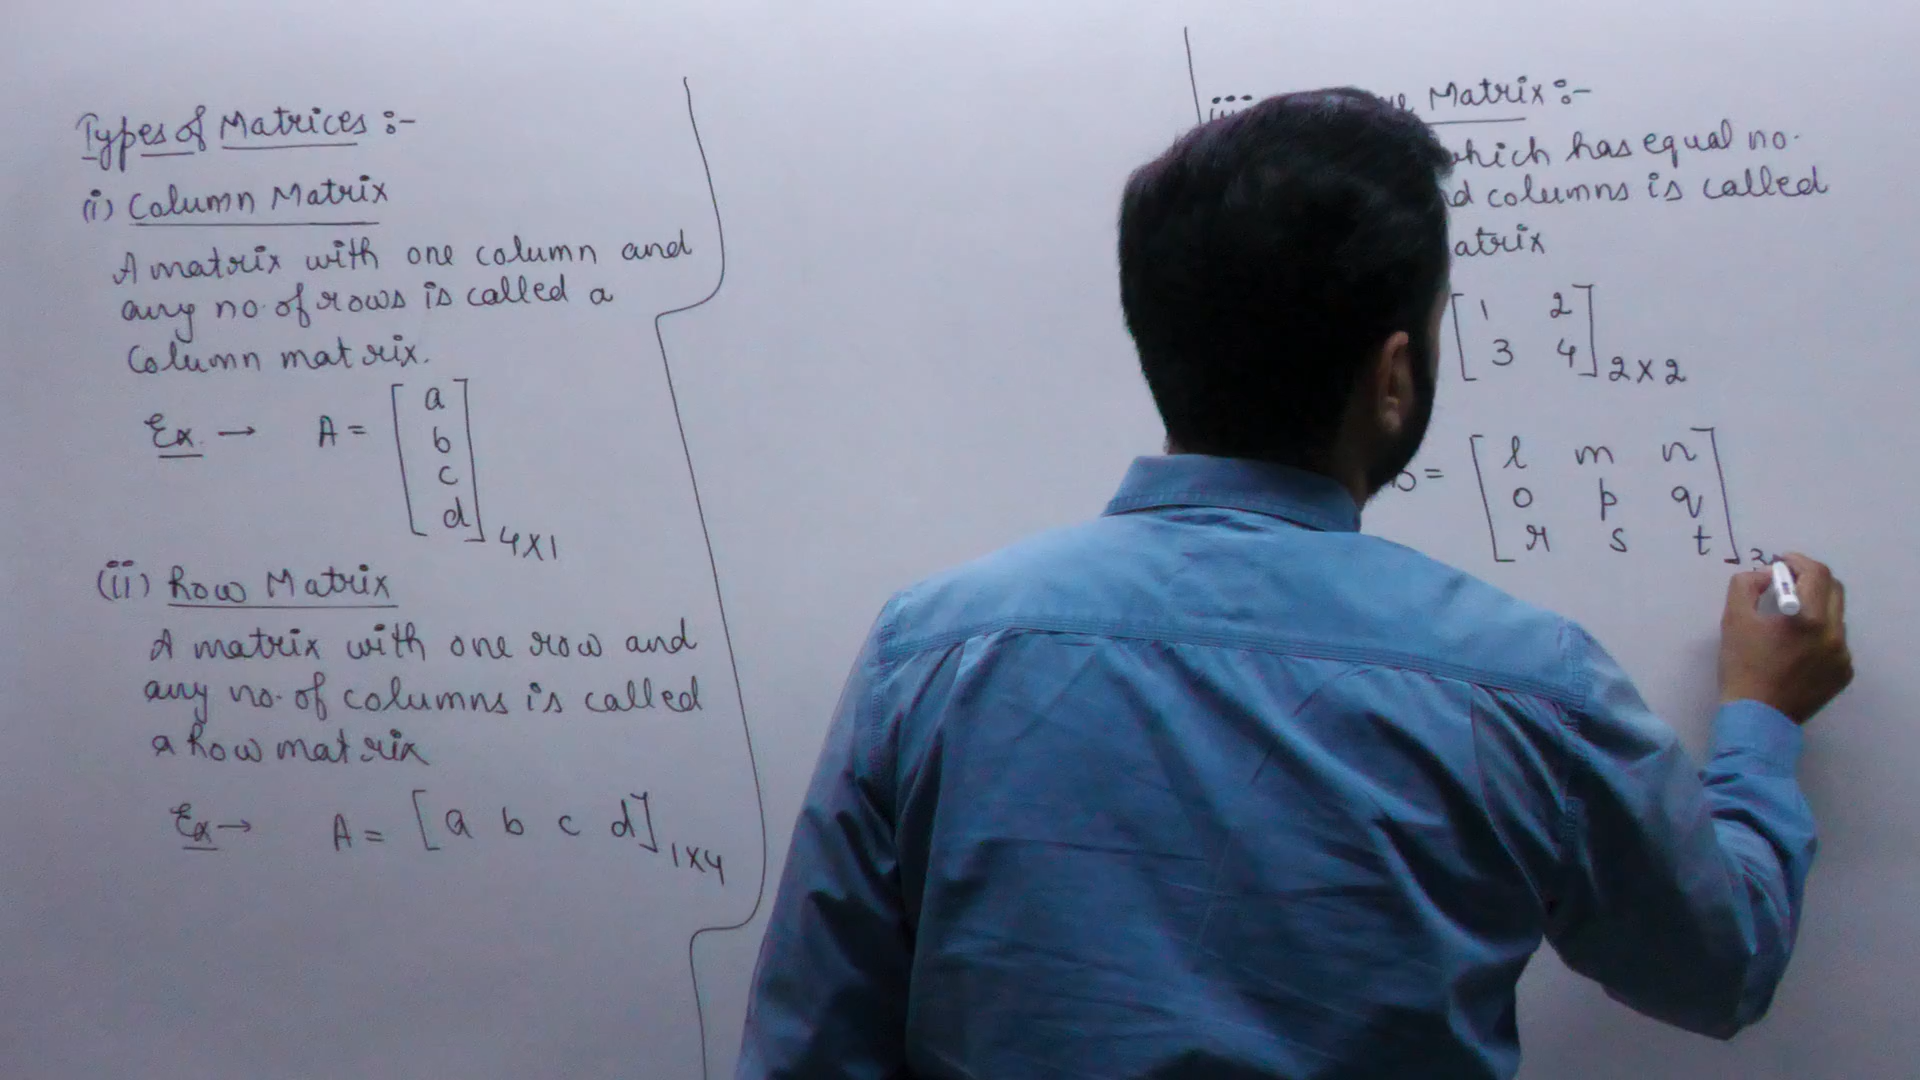 Types of Matrices :-
(i) Column Matrix
A matrix with one column and
any no. of rows is called a
Column matrix.
Ex. → A = [ a
b
c
d ] 4×1
(ii) Row Matrix
A matrix with one row and
any no. of columns is called
a Row matrix
Ex → A = [ a b c d ] 1×4
iii Matrix :-
which has equal no.
columns is called
atrix
[ 1 2
3 4 ] 2×2
= [ l m n
o p q
r s t ] 3